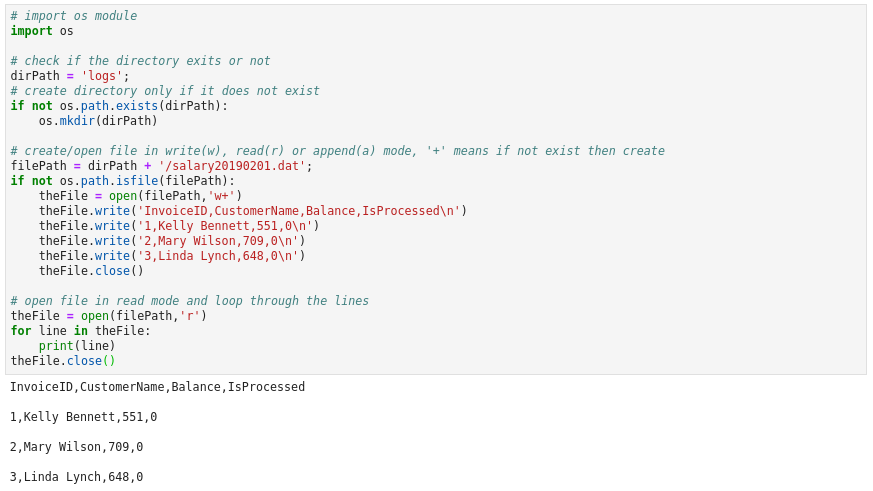 # import os module
import os

# check if the directory exits or not
dirPath = 'logs';
# create directory only if it does not exist
if not os.path.exists(dirPath):
    os.mkdir(dirPath)

# create/open file in write(w), read(r) or append(a) mode, '+' means if not exist then create
filePath = dirPath + '/salary20190201.dat';
if not os.path.isfile(filePath):
    theFile = open(filePath,'w+')
    theFile.write('InvoiceID,CustomerName,Balance,IsProcessed\n')
    theFile.write('1,Kelly Bennett,551,0\n')
    theFile.write('2,Mary Wilson,709,0\n')
    theFile.write('3,Linda Lynch,648,0\n')
    theFile.close()

# open file in read mode and loop through the lines
theFile = open(filePath,'r')
for line in theFile:
    print(line)
theFile.close()
InvoiceID,CustomerName,Balance,IsProcessed

1,Kelly Bennett,551,0

2,Mary Wilson,709,0

3,Linda Lynch,648,0